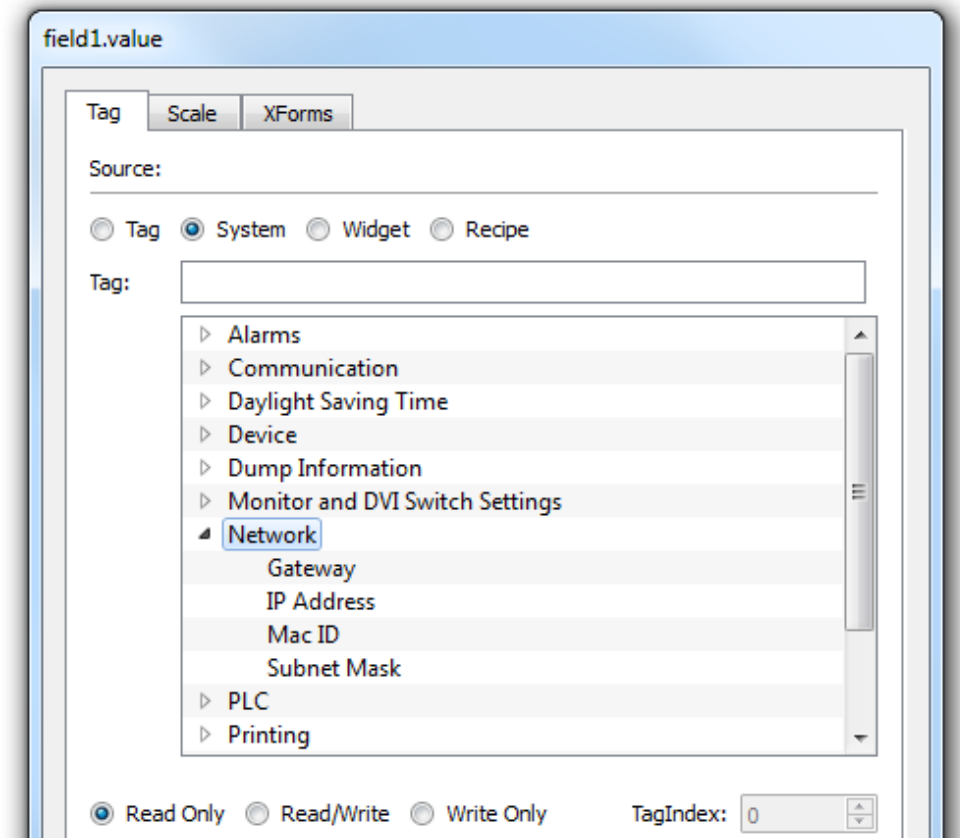 field1.value
Tag Scale XForms
Source:
Tag System Widget Recipe
Tag:
Alarms
Communication
Daylight Saving Time
Device
Dump Information
Monitor and DVI Switch Settings
Network
Gateway
IP Address
Mac ID
Subnet Mask
PLC
Printing
Read Only Read/Write Write Only TagIndex: 0